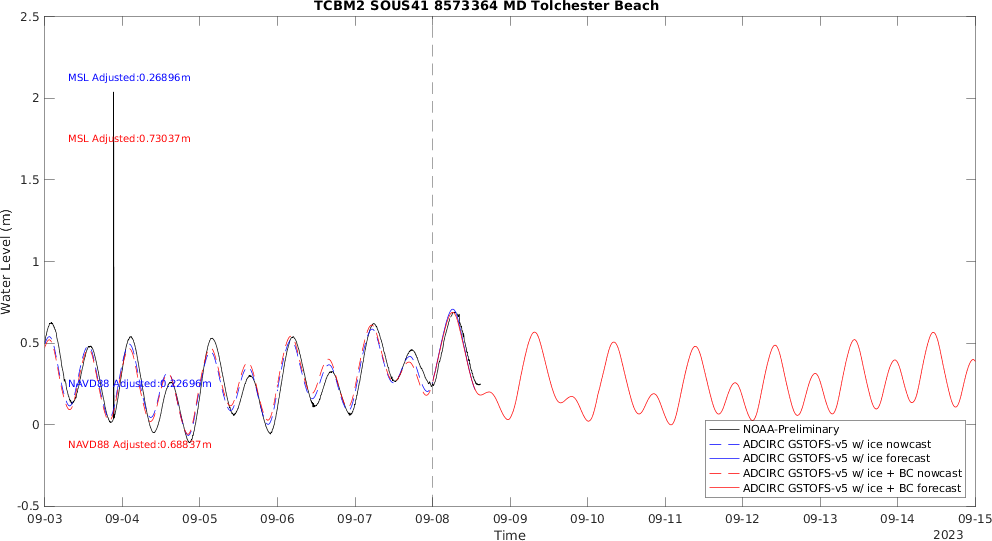 TCBM2 SOUS41 8573364 MD Tolchester Beach
2.5
2
1.5
1
0.5
0
-0.5
Water Level (m)
MSL Adjusted:0.26896m
MSL Adjusted:0.73037m
NAVD88 Adjusted:0.22696m
NAVD88 Adjusted:0.68837m
NOAA-Preliminary
ADCIRC GSTOFS-v5 w/ ice nowcast
ADCIRC GSTOFS-v5 w/ ice forecast
ADCIRC GSTOFS-v5 w/ ice + BC nowcast
ADCIRC GSTOFS-v5 w/ ice + BC forecast
09-03 09-04 09-05 09-06 09-07 09-08 09-09 09-10 09-11 09-12 09-13 09-14 09-15
Time
2023